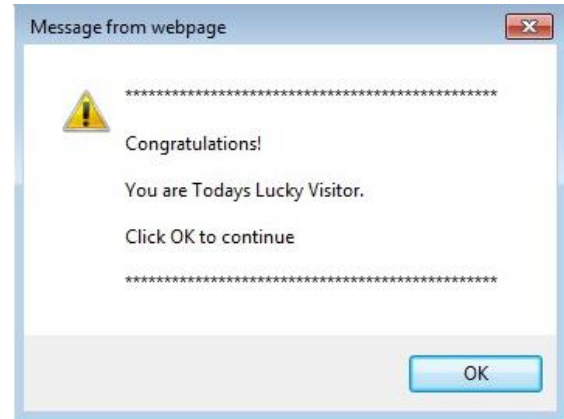 Message from webpage
************************************************
Congratulations!
You are Todays Lucky Visitor.
Click OK to continue
************************************************
OK